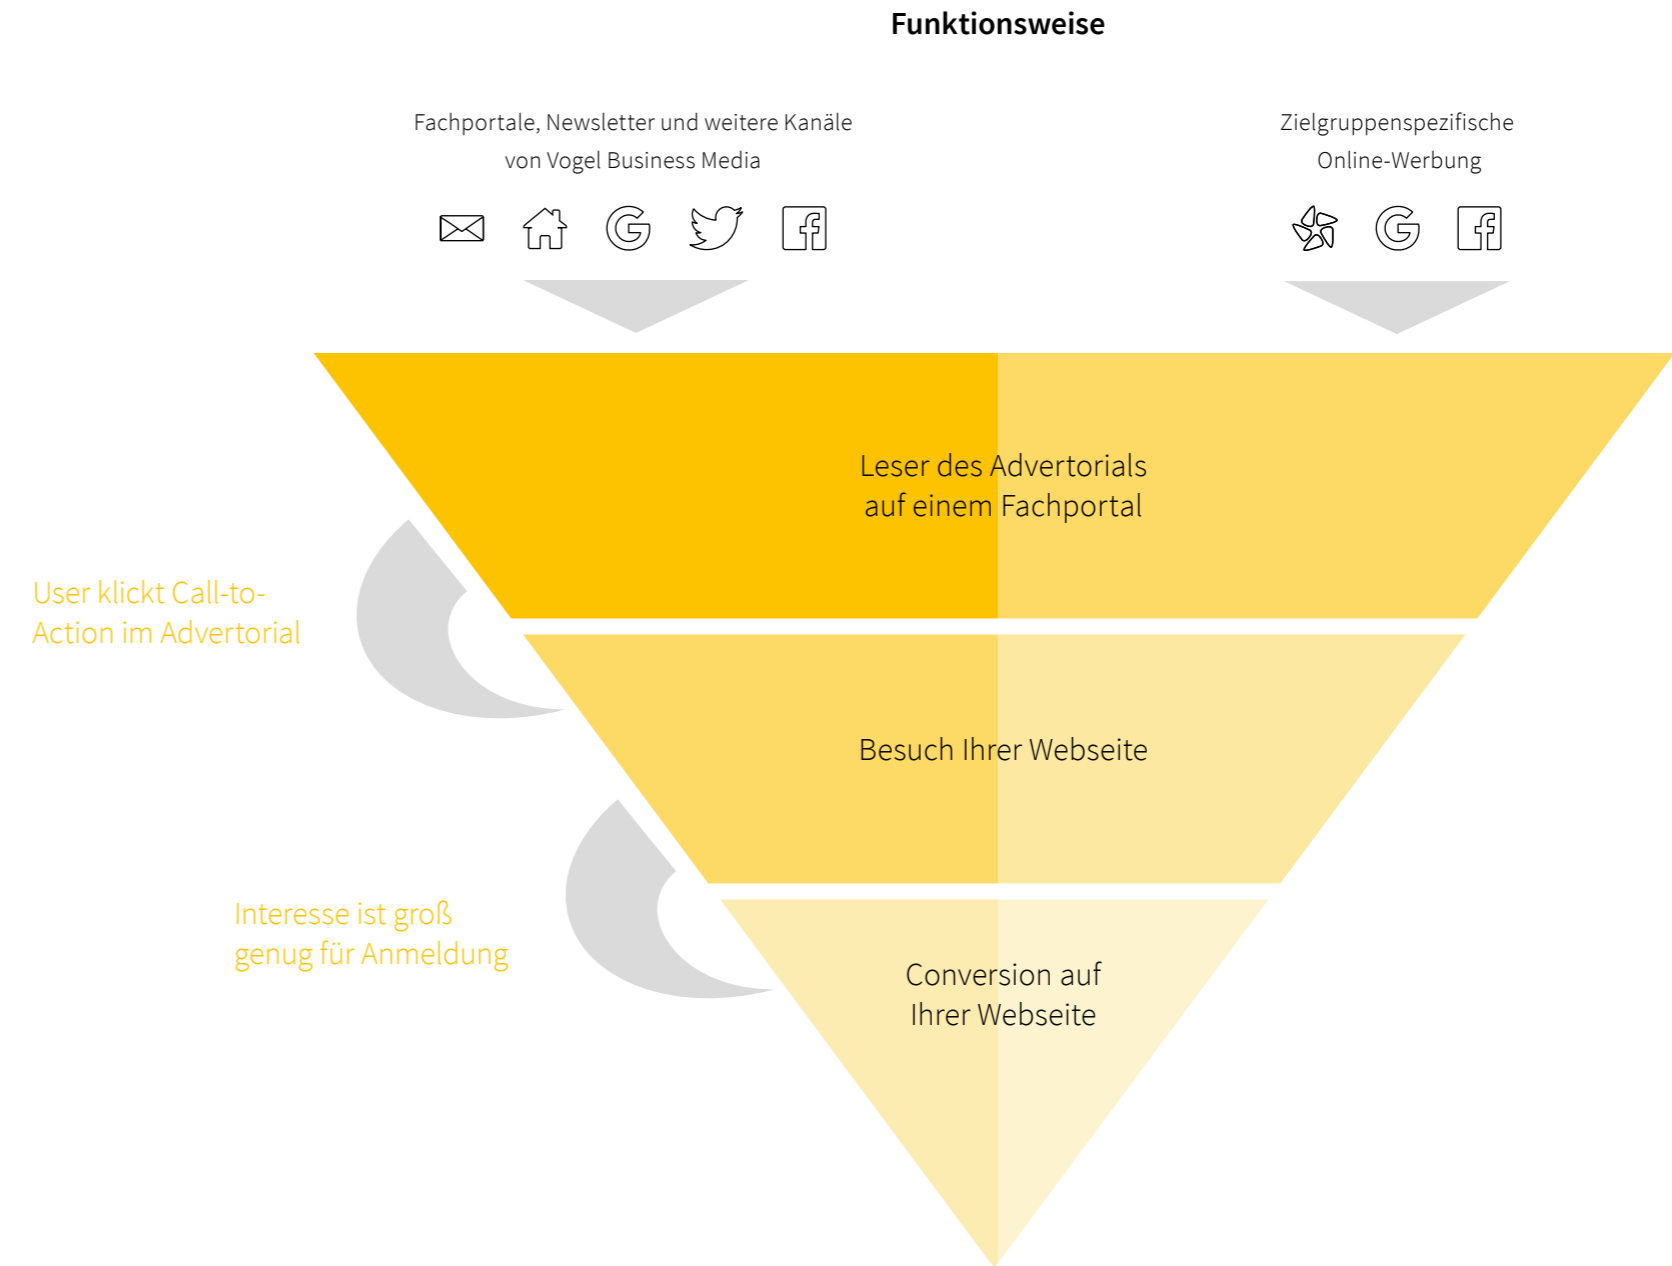 Funktionsweise
Fachportale, Newsletter und weitere Kanäle
von Vogel Business Media
Zielgruppenspezifische
Online-Werbung
Leser des Advertorials
auf einem Fachportal
User klickt Call-to-
Action im Advertorial
Besuch Ihrer Webseite
Interesse ist groß
genug für Anmeldung
Conversion auf
Ihrer Webseite